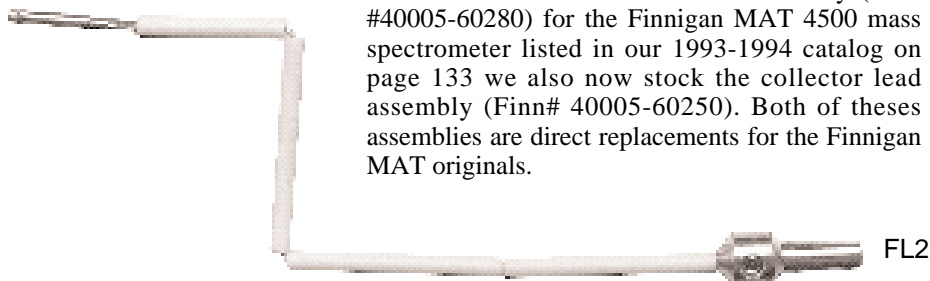 #40005-60280) for the Finnigan MAT 4500 mass
spectrometer listed in our 1993-1994 catalog on
page 133 we also now stock the collector lead
assembly (Finn# 40005-60250). Both of theses
assemblies are direct replacements for the Finnigan
MAT originals.
FL2